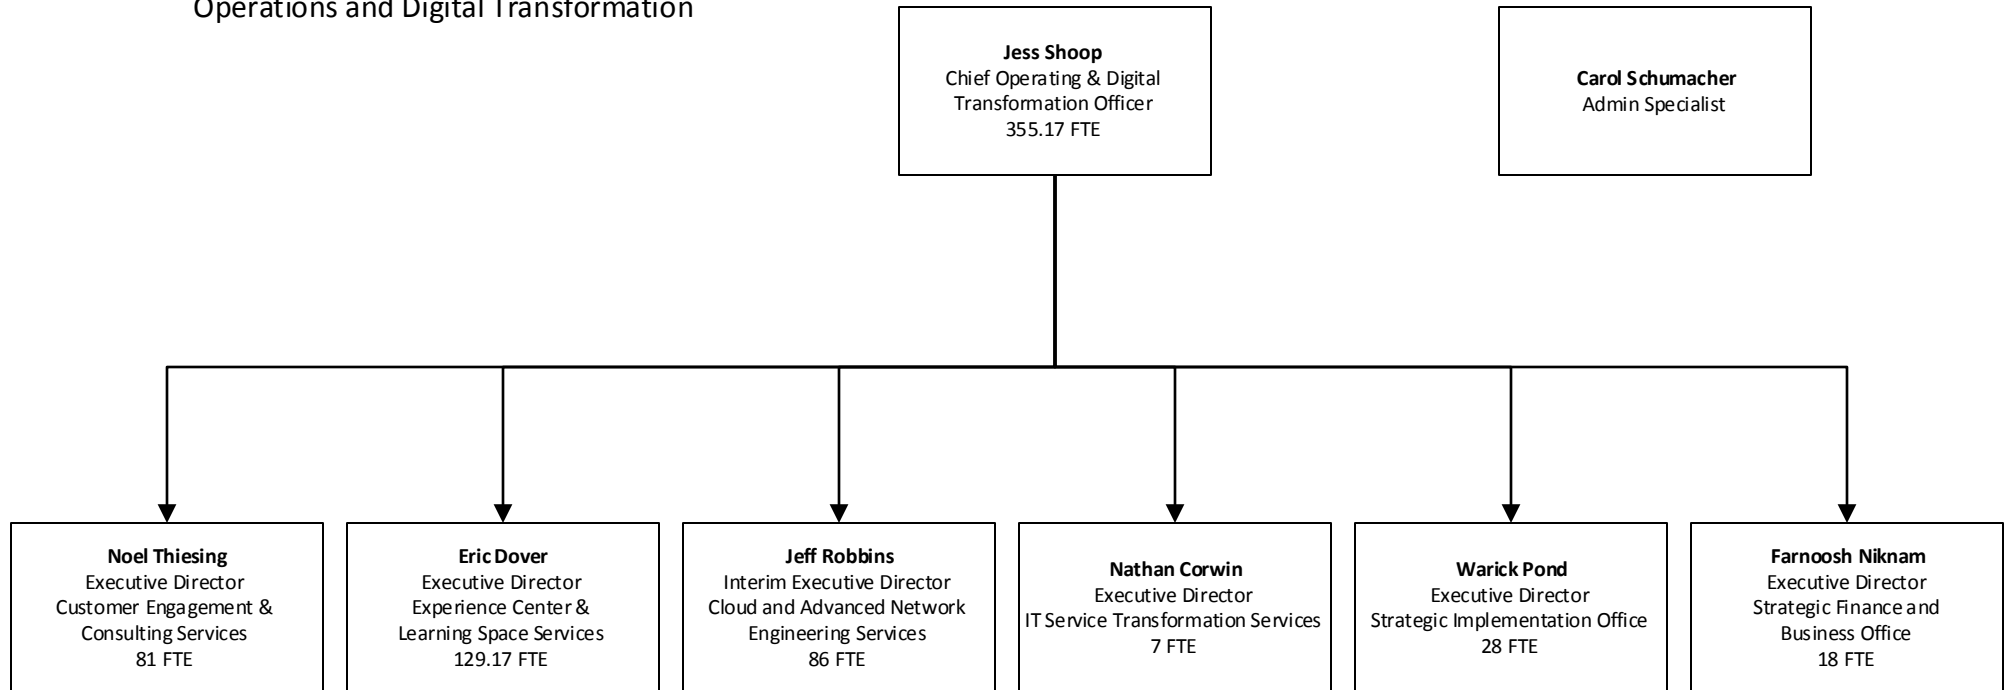 Operations and Digital Transformation
Jess Shoop
Chief Operating & Digital
Transformation Officer
355.17 FTE
Carol Schumacher
Admin Specialist
Noel Thiesing
Executive Director
Customer Engagement &
Consulting Services
81 FTE
Eric Dover
Executive Director
Experience Center &
Learning Space Services
129.17 FTE
Jeff Robbins
Interim Executive Director
Cloud and Advanced Network
Engineering Services
86 FTE
Nathan Corwin
Executive Director
IT Service Transformation Services
7 FTE
Warick Pond
Executive Director
Strategic Implementation Office
28 FTE
Farnoosh Niknam
Executive Director
Strategic Finance and
Business Office
18 FTE